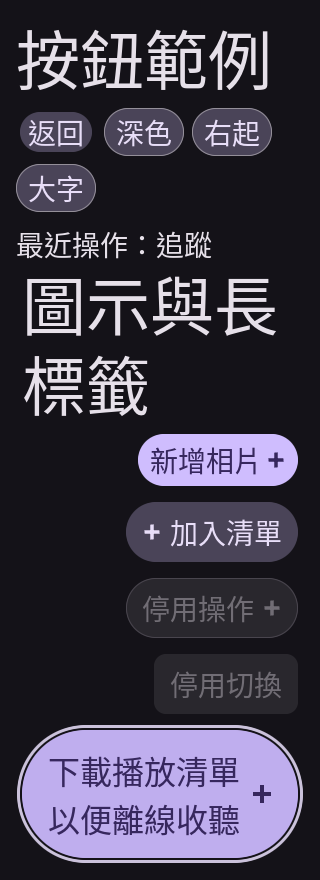 按鈕範例
返回 深色 右起
大字
最近操作：追蹤
圖示與長
標籤
新增相片 +
+ 加入清單
停用操作 +
停用切換
下載播放清單
以便離線收聽 +